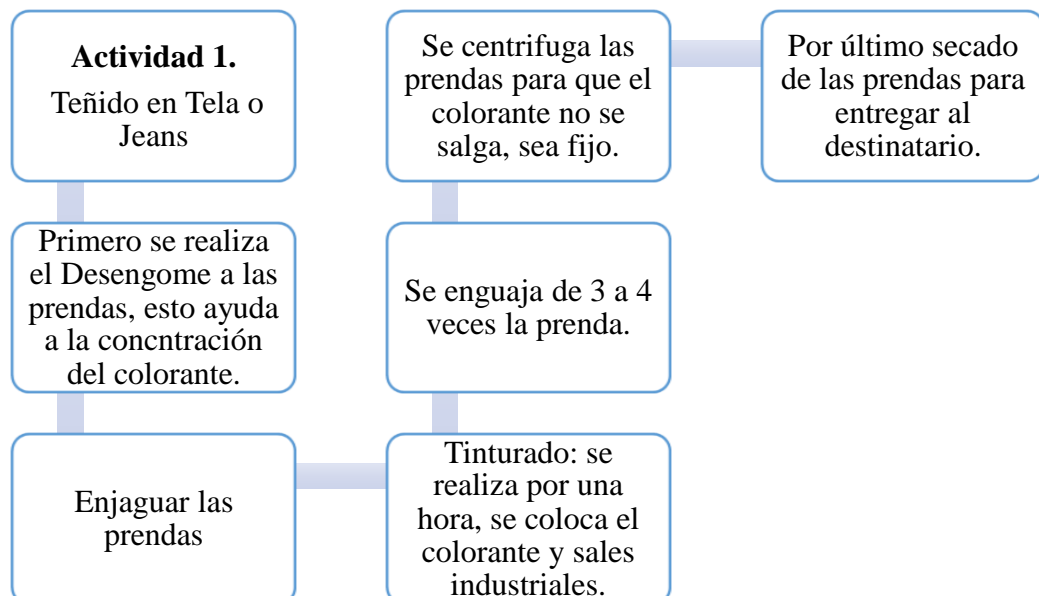 Actividad 1.
Teñido en Tela o
Jeans
Primero se realiza
el Desengome a las
prendas, esto ayuda
a la concntración
del colorante.
Enjaguar las
prendas
Tinturado: se
realiza por una
hora, se coloca el
colorante y sales
industriales.
Se enguaja de 3 a 4
veces la prenda.
Se centrifuga las
prendas para que el
colorante no se
salga, sea fijo.
Por último secado
de las prendas para
entregar al
destinatario.